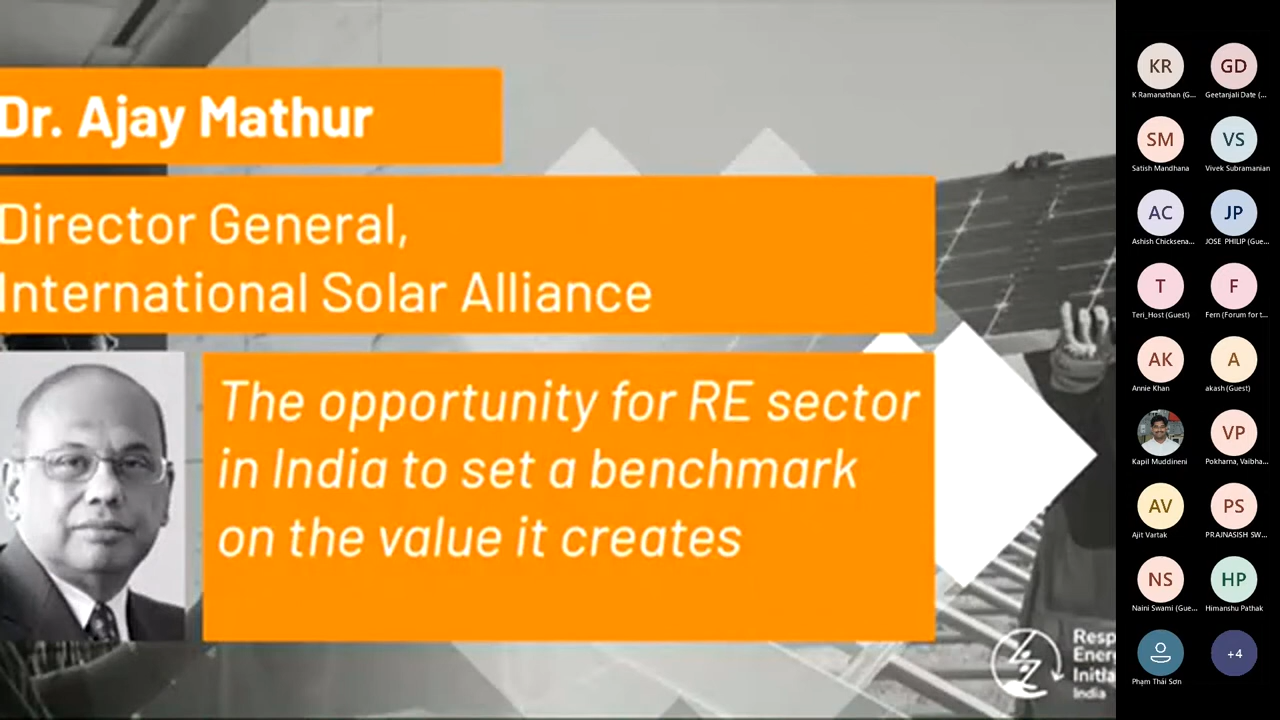 Dr. Ajay Mathur
Director General,
International Solar Alliance
The opportunity for RE sector
in India to set a benchmark
on the value it creates
Resp
Ener
Initia
India
KR GD
K Ramanathan (G... Geetanjali Date (...
SM VS
Satish Mandhana Vivek Subramanian
AC JP
Ashish Chicksena... JOSE PHILIP (Gue...
T F
Teri_Host (Guest) Fern (Forum for t...
AK A
Annie Khan akash (Guest)
VP
Kapil Muddineni Pokharna, Vaibha...
AV PS
Ajit Vartak PRAJNASISH SW...
NS HP
Naini Swami (Gue... Himanshu Pathak
+4
Phạm Thái Sơn